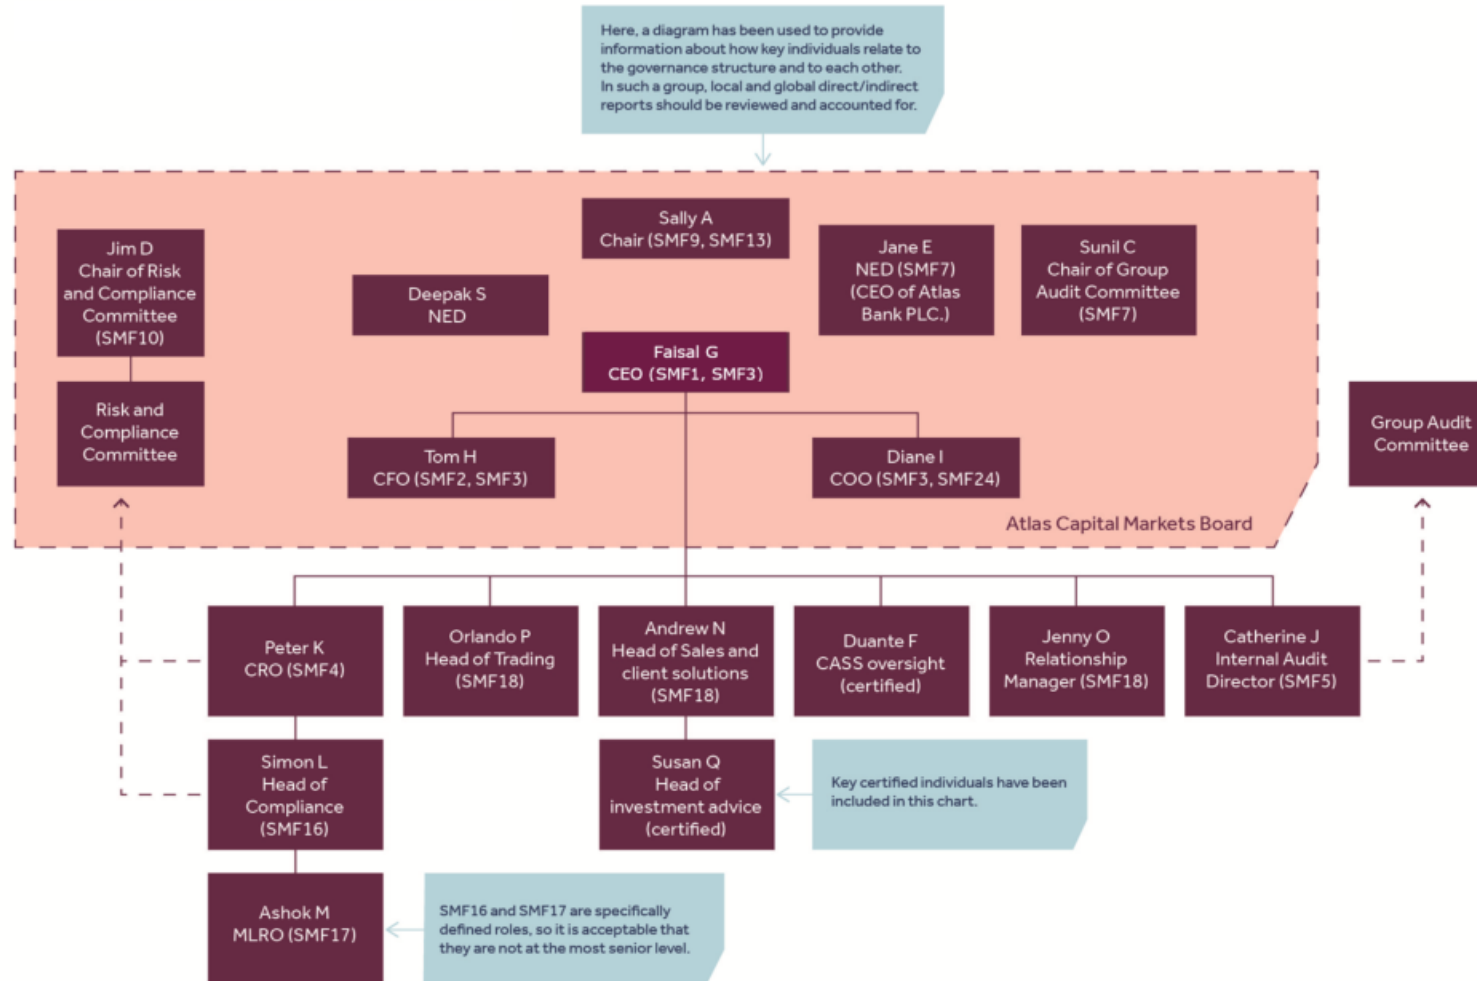 Here, a diagram has been used to provide
information about how key individuals relate to
the governance structure and to each other.
In such a group, local and global direct/indirect
reports should be reviewed and accounted for.
Sally A
Chair (SMF9, SMF13)
Jim D
Chair of Risk
and Compliance
Committee
(SMF10)
Deepak S
NED
Jane E
NED (SMF7)
(CEO of Atlas
Bank PLC.)
Sunil C
Chair of Group
Audit Committee
(SMF7)
Faisal G
CEO (SMF1, SMF3)
Risk and
Compliance
Committee
Tom H
CFO (SMF2, SMF3)
Diane I
COO (SMF3, SMF24)
Group Audit
Committee
Atlas Capital Markets Board
Peter K
CRO (SMF4)
Orlando P
Head of Trading
(SMF18)
Andrew N
Head of Sales and
client solutions
(SMF18)
Duante F
CASS oversight
(certified)
Jenny O
Relationship
Manager (SMF18)
Catherine J
Internal Audit
Director (SMF5)
Simon L
Head of
Compliance
(SMF16)
Susan Q
Head of
investment advice
(certified)
Key certified individuals have been
included in this chart.
Ashok M
MLRO (SMF17)
SMF16 and SMF17 are specifically
defined roles, so it is acceptable that
they are not at the most senior level.